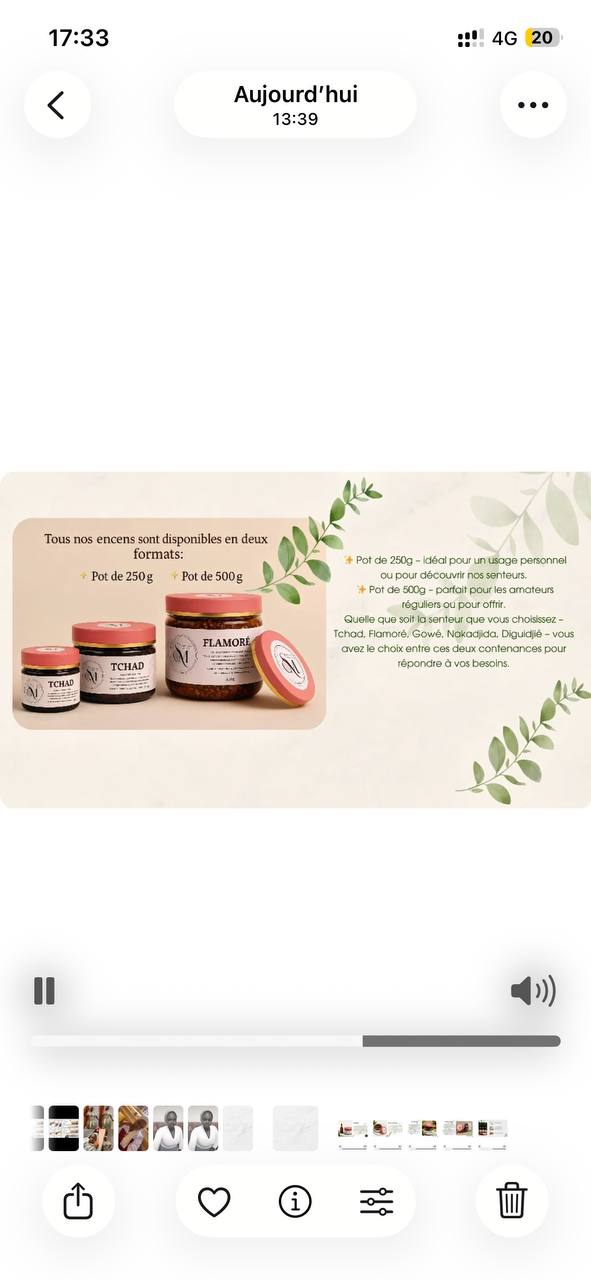 17:33
4G
20
Aujourd'hui
13:39
Tous nos encens sont disponibles en deux
formats:
✨ Pot de 250g ✨ Pot de 500g
FLAMORÉ
TCHAD
TCHAD
M
M
M
✨ Pot de 250g – idéal pour un usage personnel
ou pour découvrir nos senteurs.
✨ Pot de 500g – parfait pour les amateurs
réguliers ou pour offrir.
Quelle que soit la senteur que vous choisissez –
Tchad, Flamoré, Gowé, Nakadjida, Diguidjié – vous
avez le choix entre ces deux contenances pour
répondre à vos besoins.